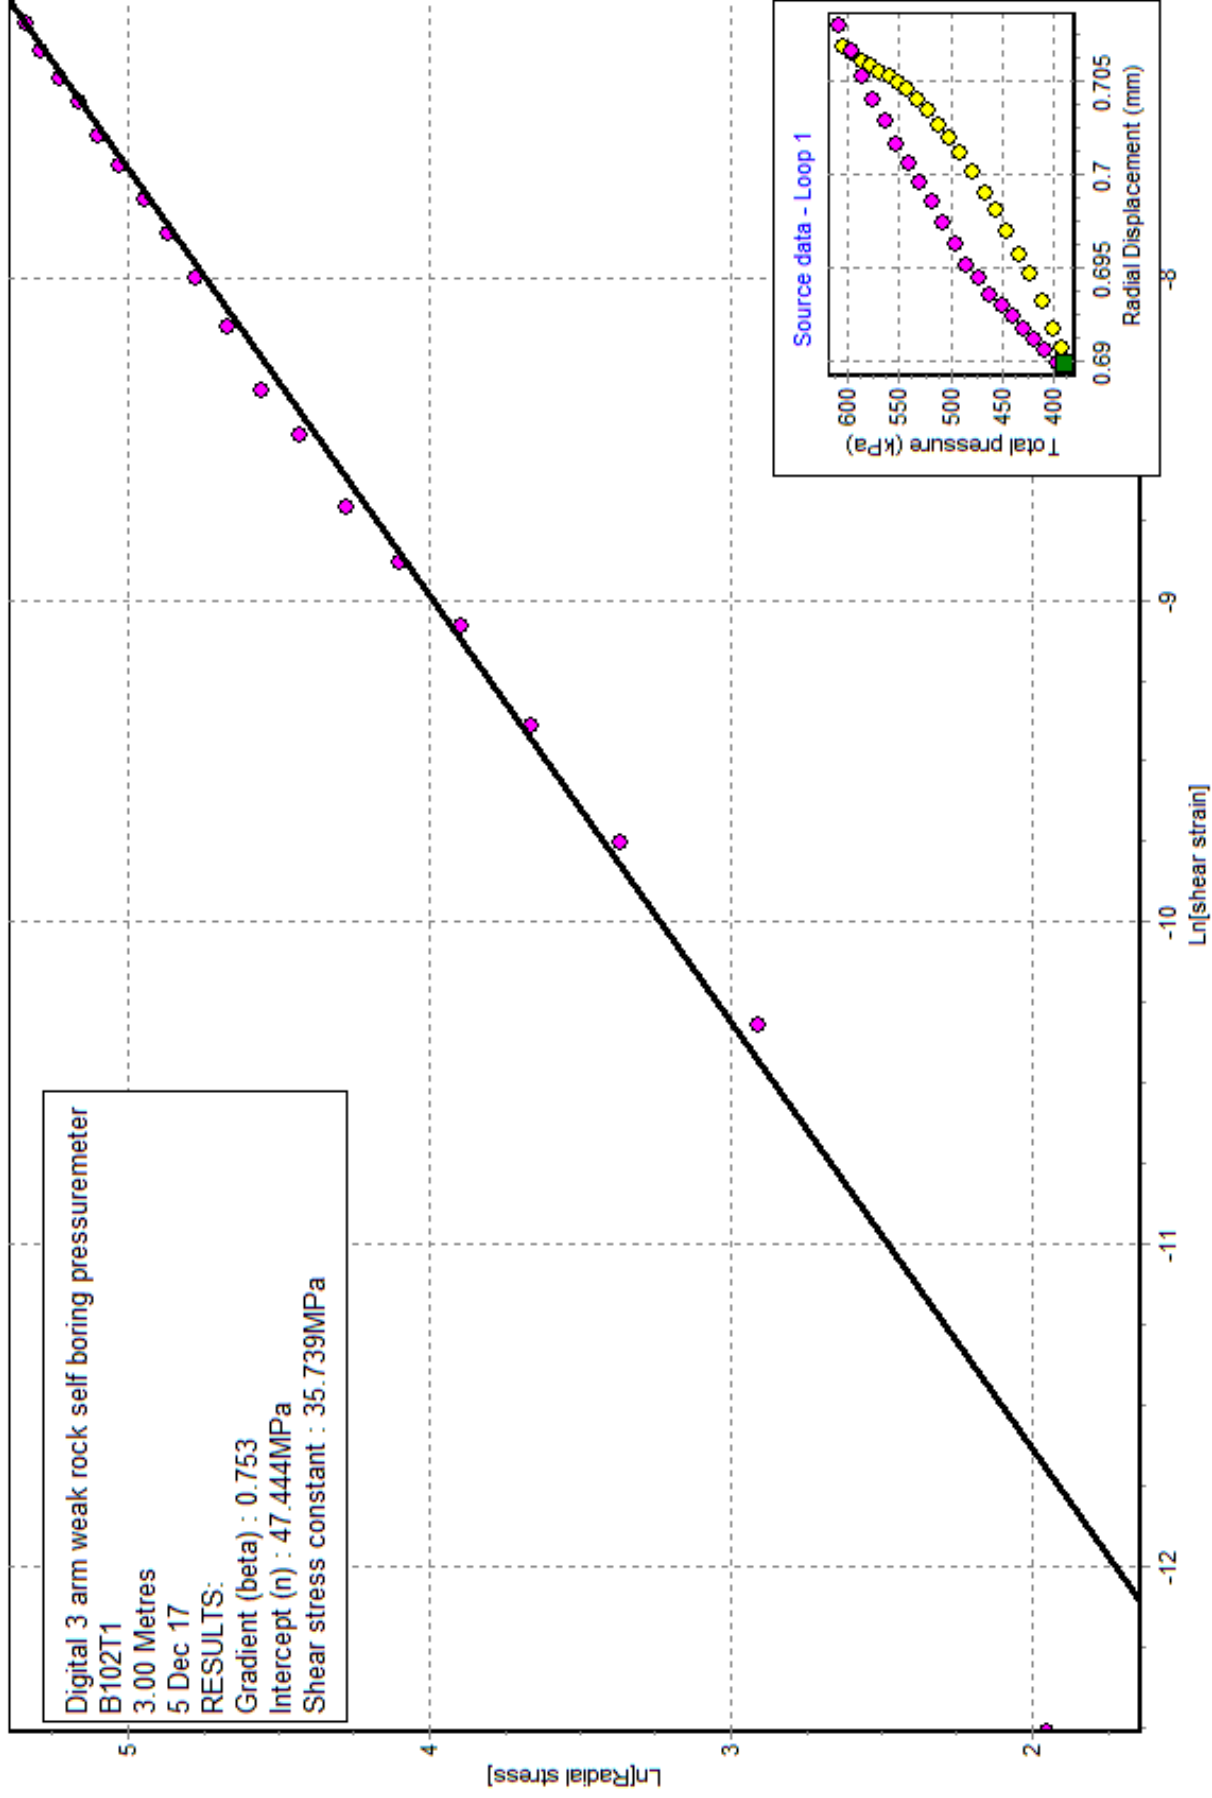 Digital 3 arm weak rock self boring pressuremeter
B102T1
3.00 Metres
5 Dec 17
RESULTS:
Gradient (beta) : 0.753
Intercept (n) : 47.444MPa
Shear stress constant : 35.739MPa
Ln[Radial stress]
5
4
3
2
-12
-11
-10
-9
-8
Ln[shear strain]
Source data - Loop 1
Total pressure (kPa)
600
550
500
450
400
0.69
0.695
0.7
0.705
Radial Displacement (mm)